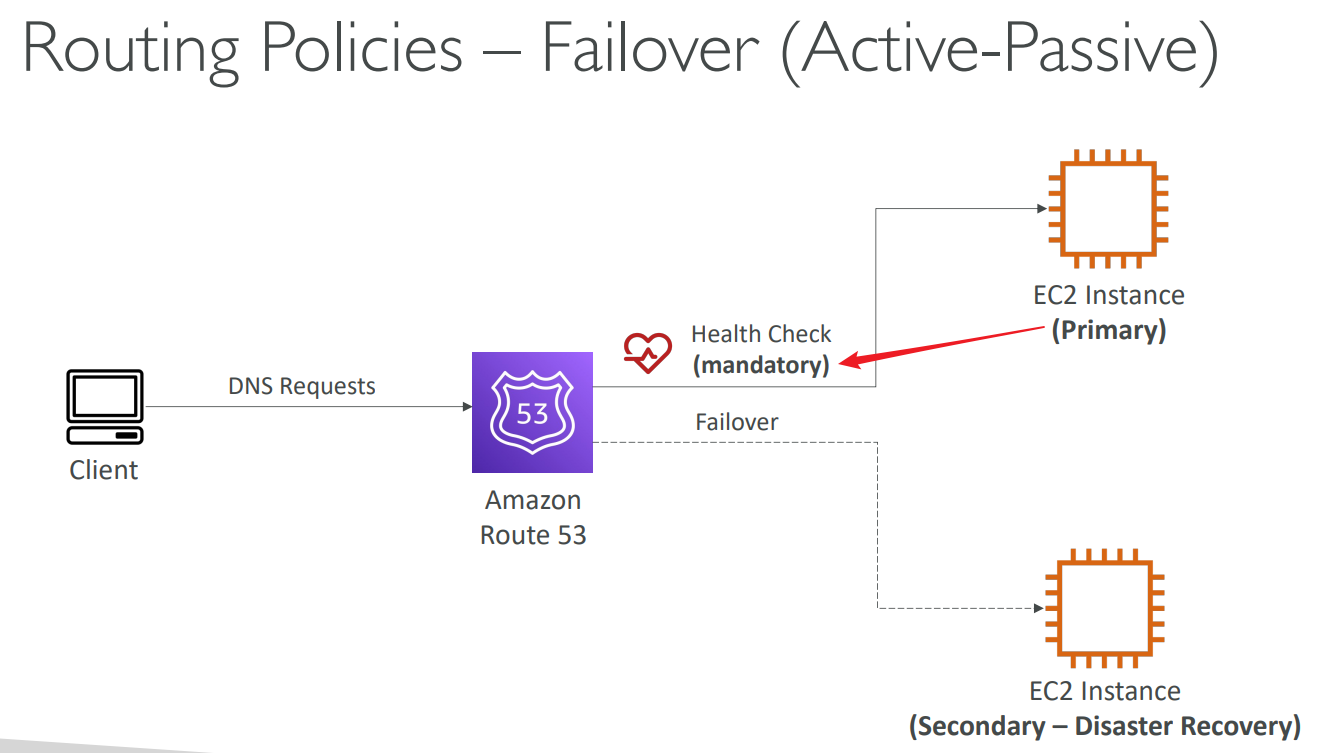 Routing Policies – Failover (Active-Passive)
EC2 Instance
(Primary)
Health Check
(mandatory)
DNS Requests
53
Failover
Client
Amazon
Route 53
EC2 Instance
(Secondary – Disaster Recovery)